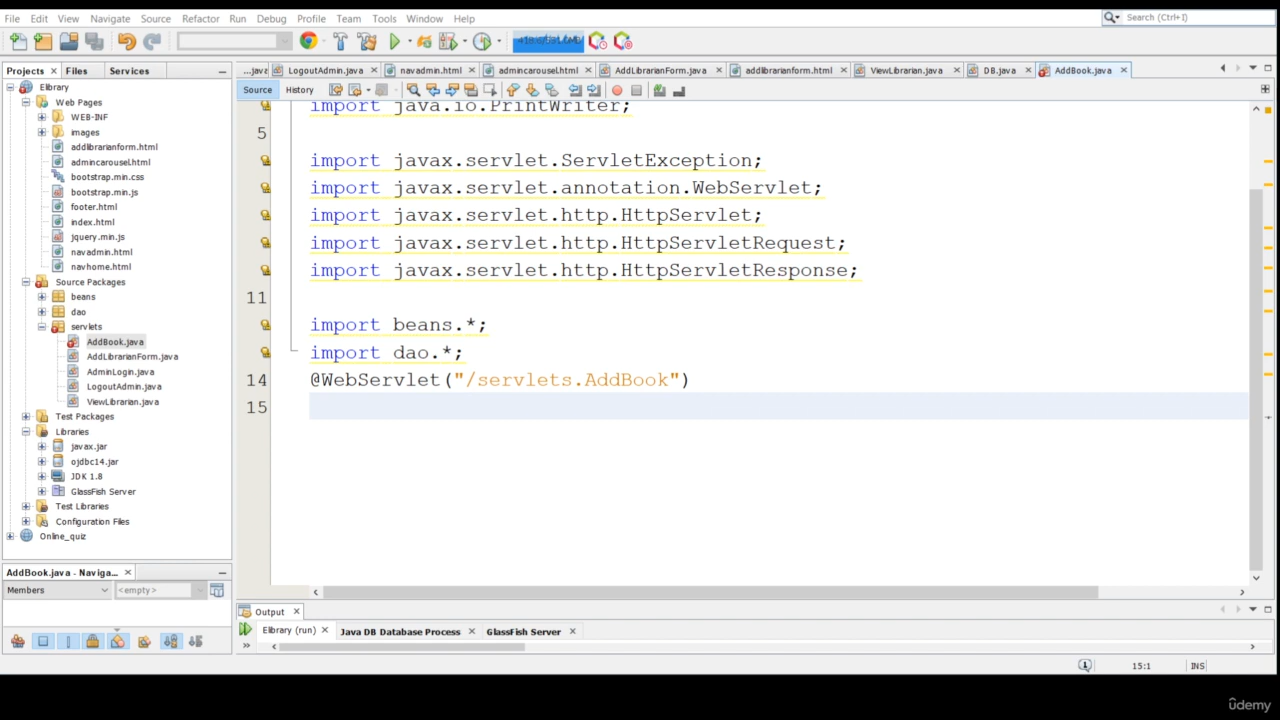 File Edit View Navigate Source Refactor Run Debug Profile Team Tools Window Help
Search (Ctrl+I)
Projects Files Services
...java LogoutAdmin.java navadmin.html admincarousel.html AddLibrarianForm.java addlibrarianform.html ViewLibrarian.java DB.java AddBook.java
Source History
Elibrary
Web Pages
WEB-INF
images
addlibrarianform.html
admincarousel.html
bootstrap.min.css
bootstrap.min.js
footer.html
index.html
jquery.min.js
navadmin.html
navhome.html
Source Packages
beans
dao
servlets
AddBook.java
AddLibrarianForm.java
AdminLogin.java
LogoutAdmin.java
ViewLibrarian.java
Test Packages
Libraries
javax.jar
ojdbc14.jar
JDK 1.8
GlassFish Server
Test Libraries
Configuration Files
Online_quiz
import java.io.PrintWriter;
5
import javax.servlet.ServletException;
import javax.servlet.annotation.WebServlet;
import javax.servlet.http.HttpServlet;
import javax.servlet.http.HttpServletRequest;
import javax.servlet.http.HttpServletResponse;
11
import beans.*;
import dao.*;
14 @WebServlet("/servlets.AddBook")
15
AddBook.java - Naviga...
Members <empty>
Output
Elibrary (run) Java DB Database Process GlassFish Server
15:1 INS
ûdemy